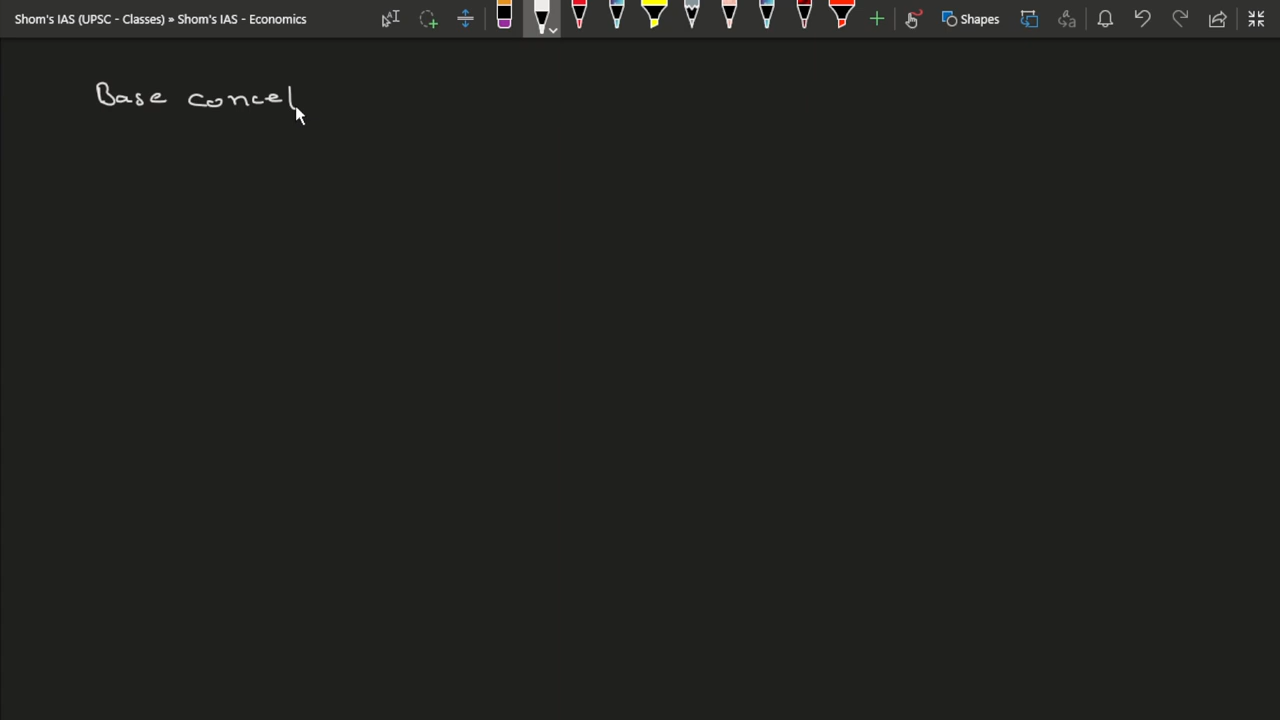 Shom's IAS (UPSC - Classes) » Shom's IAS - Economics
Shapes
Base concel